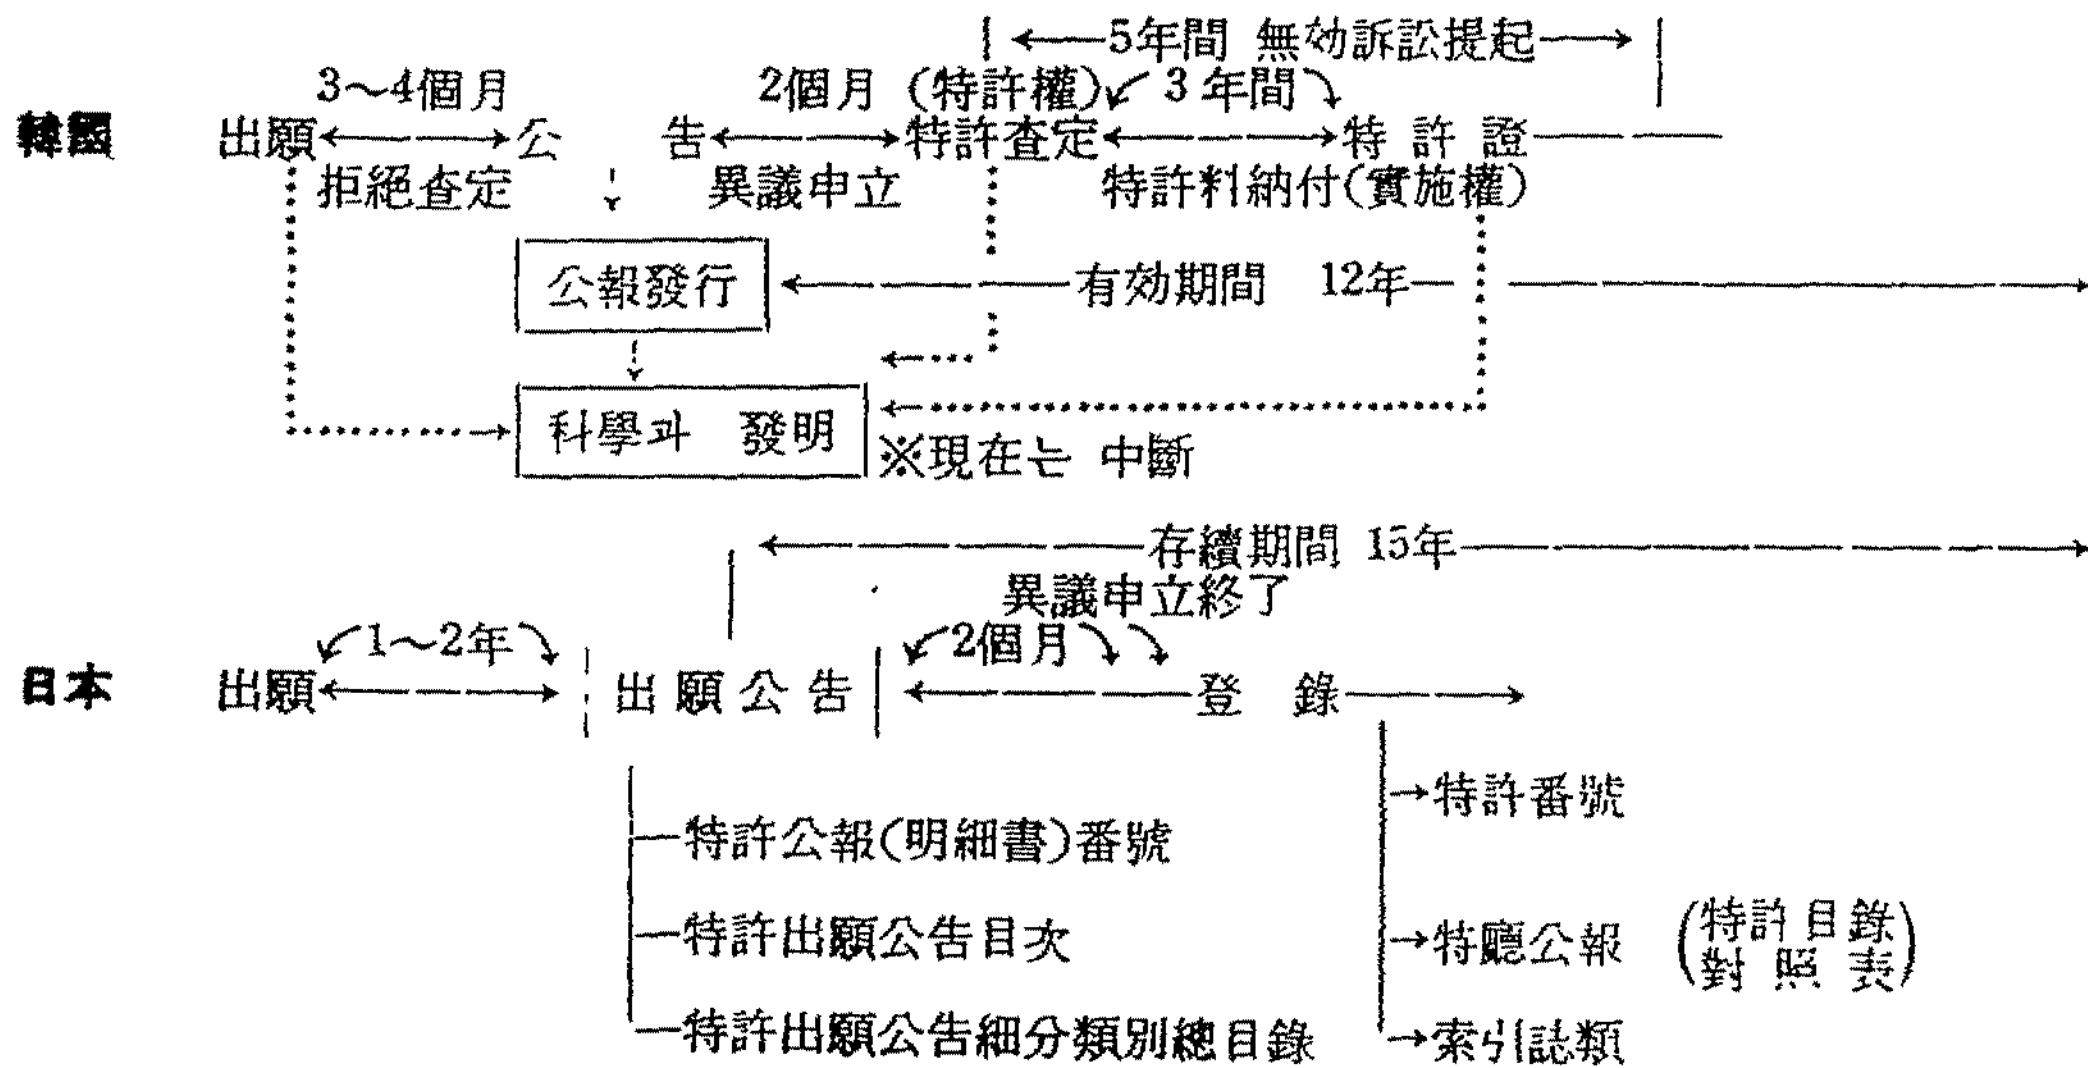 5年間 無効訴訟提起
3～4個月 2個月 (特許權) 3年間
韓國 出願 公 告 特許査定 特許證
拒絕査定 異議申立 特許料納付(實施權)
公報發行 有効期間 12年
科學과 發明
※現在는 中斷
存續期間 15年
異議申立終了
1～2年 2個月
日本 出願 出願公告 登錄
特許番號
特許公報(明細書)番號
特許出願公告目次 特廳公報 (特許目錄
對照表)
特許出願公告細分類別總目錄 索引誌類